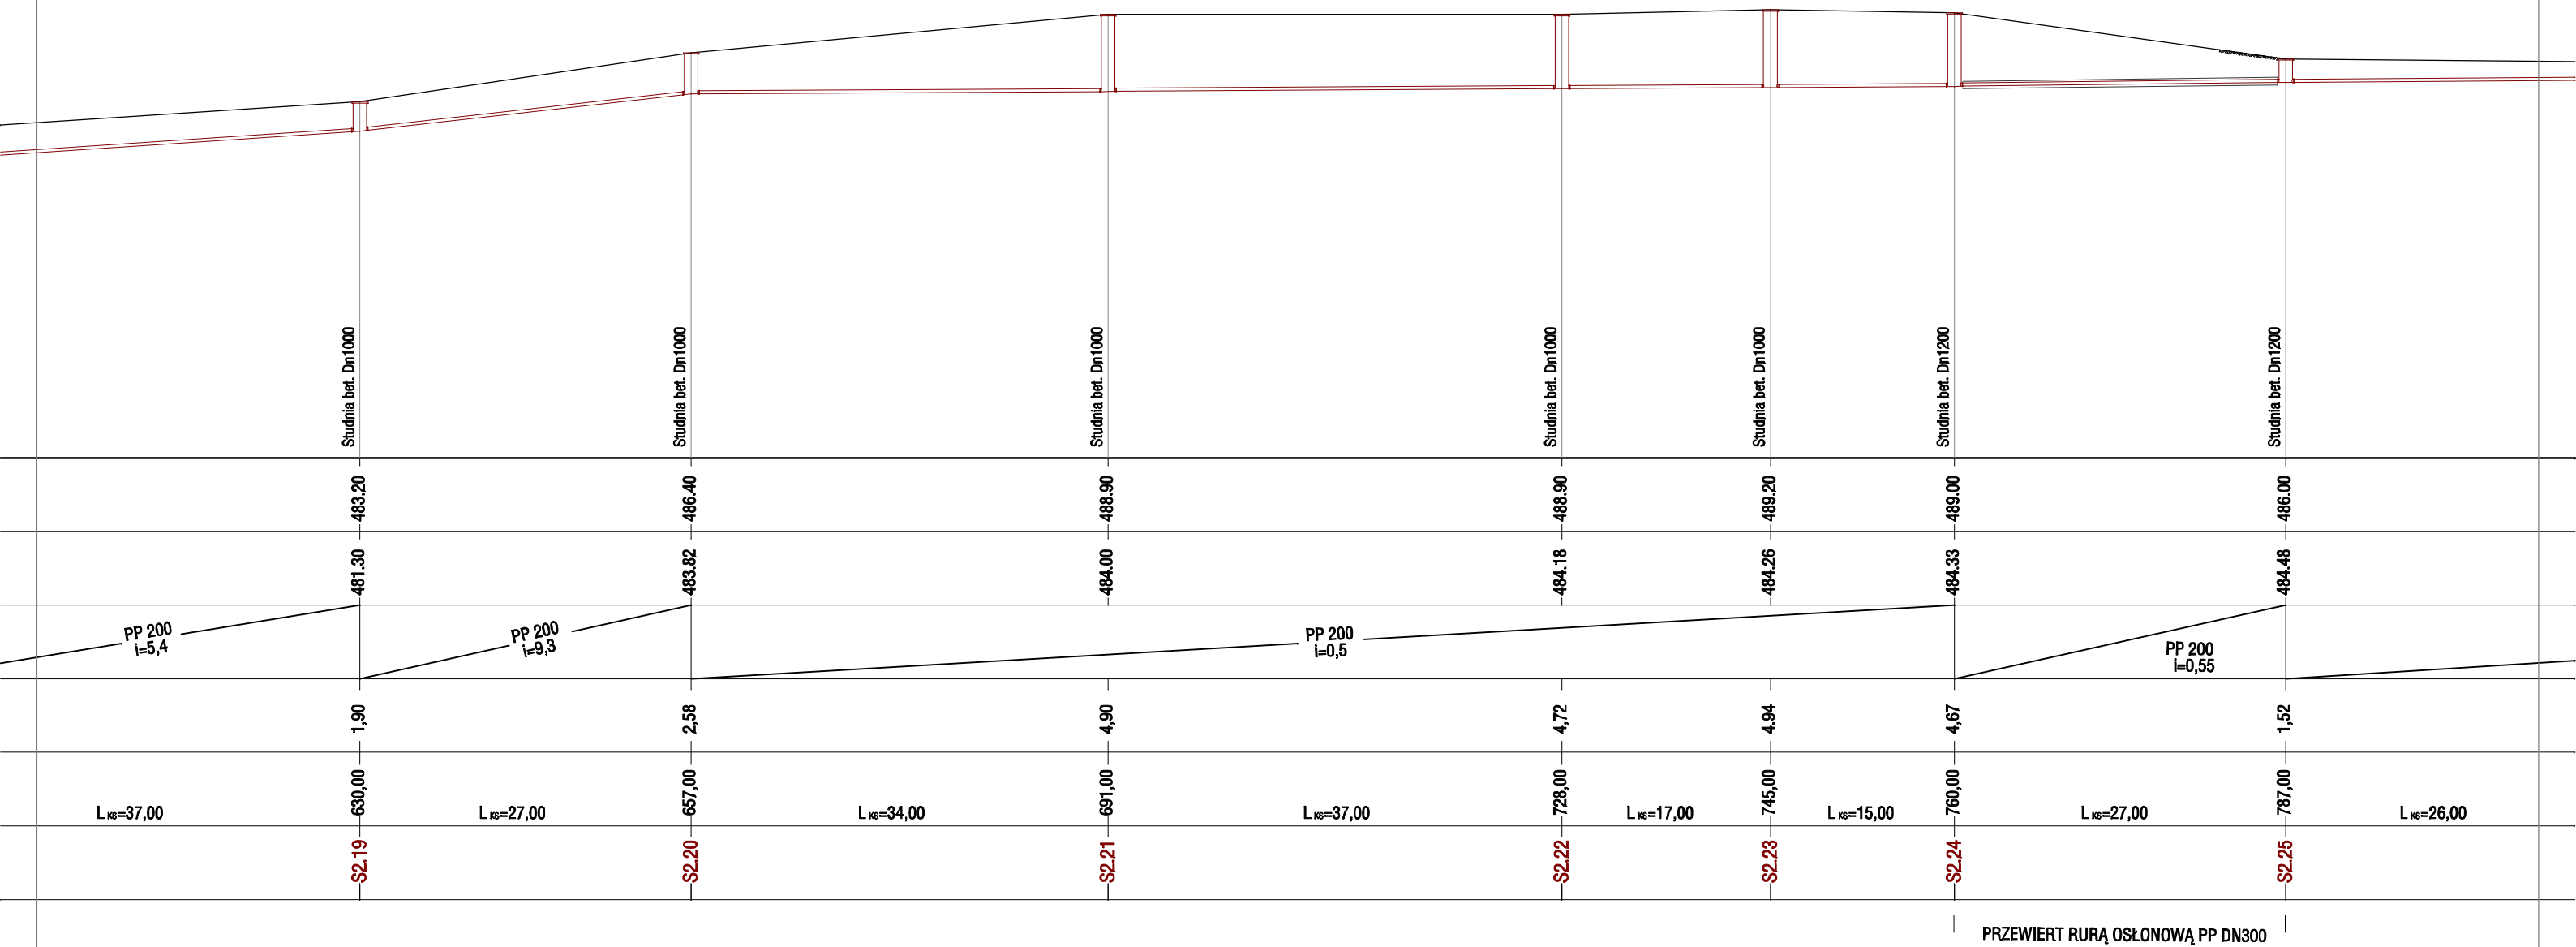 Studnia bet. Dn1000
Studnia bet. Dn1000
Studnia bet. Dn1000
Studnia bet. Dn1000
Studnia bet. Dn1000
Studnia bet. Dn1200
Studnia bet. Dn1200
483.20
486.40
488.90
488.90
489.20
489.00
486.00
481.30
483.82
484.00
484.18
484.26
484.33
484.48
PP 200
i=5,4
PP 200
i=9,3
PP 200
i=0,5
PP 200
i=0,55
1,90
2,58
4,90
4,72
4.94
4,67
1,52
L KS=37,00
630,00
L KS=27,00
657,00
L KS=34,00
691,00
L KS=37,00
728,00
L KS=17,00
745,00
L KS=15,00
760,00
L KS=27,00
787,00
L KS=26,00
S2.19
S2.20
S2.21
S2.22
S2.23
S2.24
S2.25
PRZEWIERT RURĄ OSŁONOWĄ PP DN300